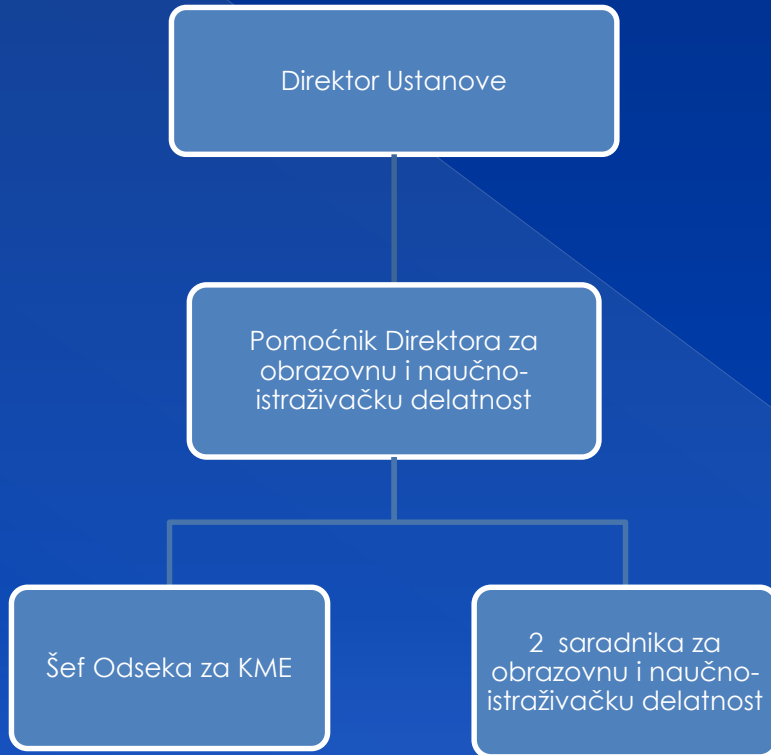 Direktor Ustanove
Pomoćnik Direktora za
obrazovnu i naučno-
istraživačku delatnost
Šef Odseka za KME
2 saradnika za
obrazovnu i naučno-
istraživačku delatnost